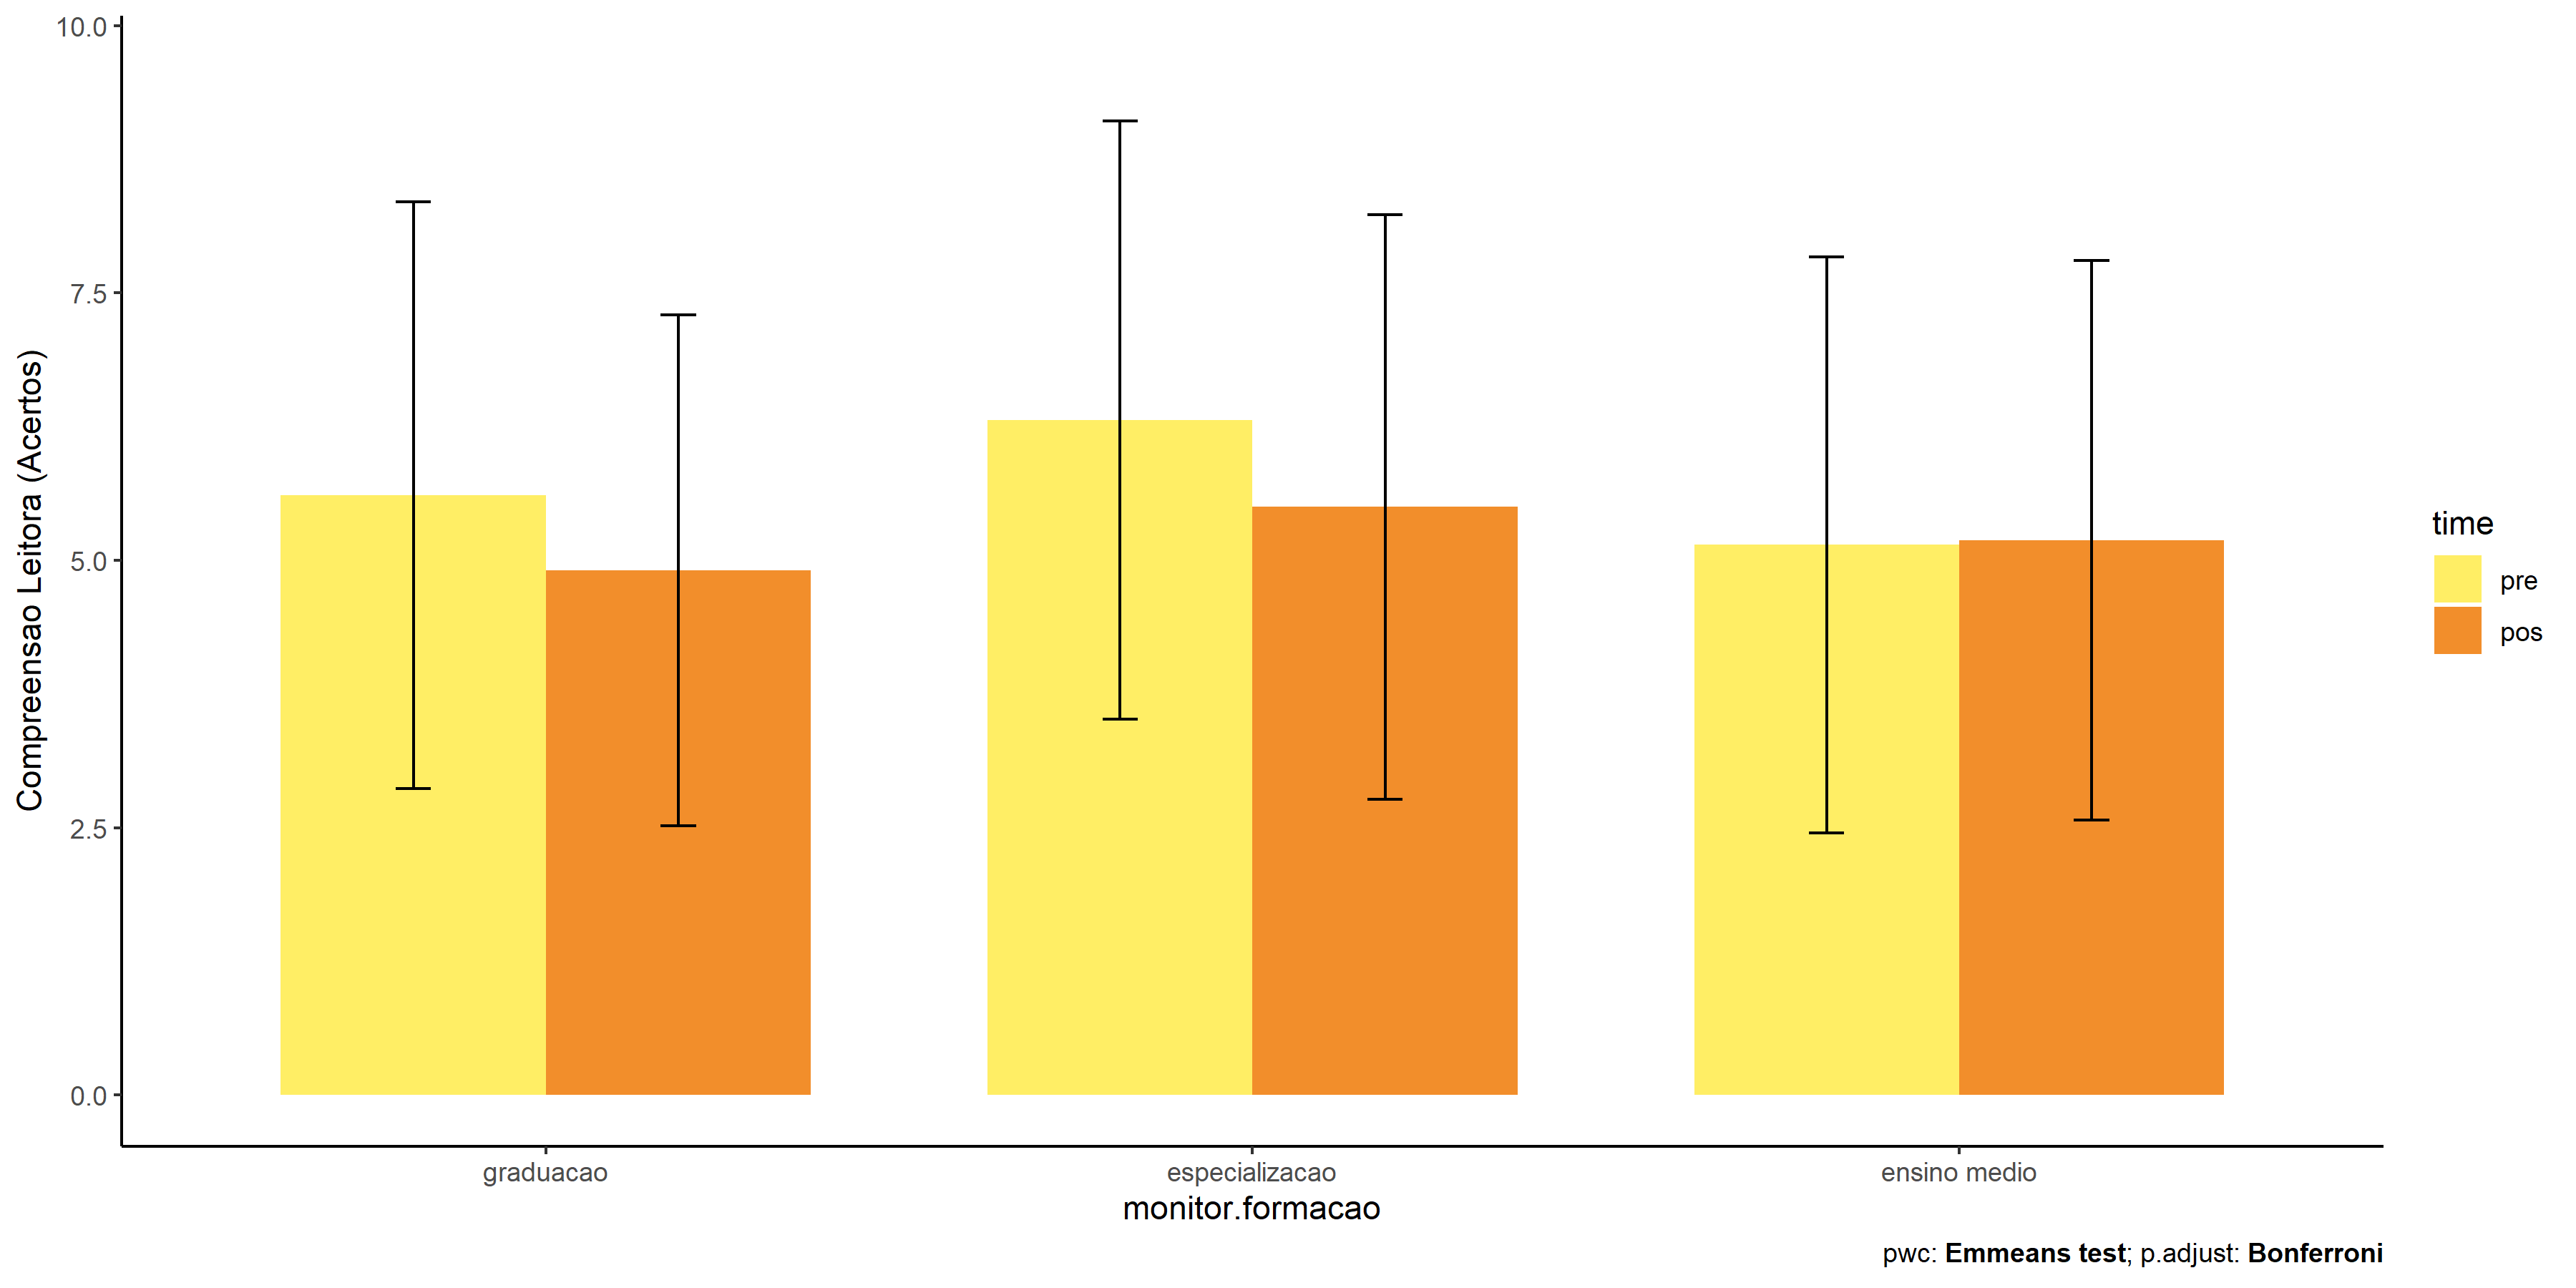 10.0
7.5
5.0
2.5
0.0
Compreensao Leitora (Acertos)
graduacao
especializacao
ensino medio
monitor.formacao
time
pre
pos
pwc: Emmeans test; p.adjust: Bonferroni